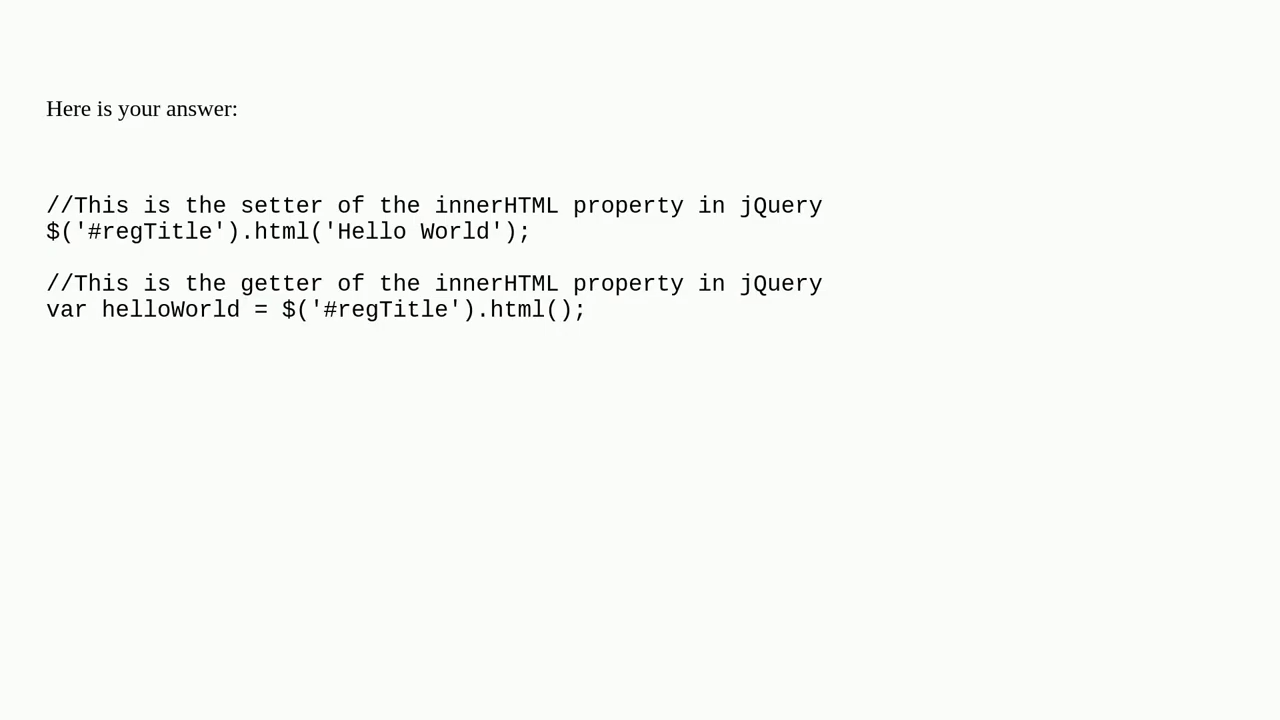 Here is your answer:
//This is the setter of the innerHTML property in jQuery
$('#regTitle').html('Hello World');
//This is the getter of the innerHTML property in jQuery
var helloWorld = $('#regTitle').html();